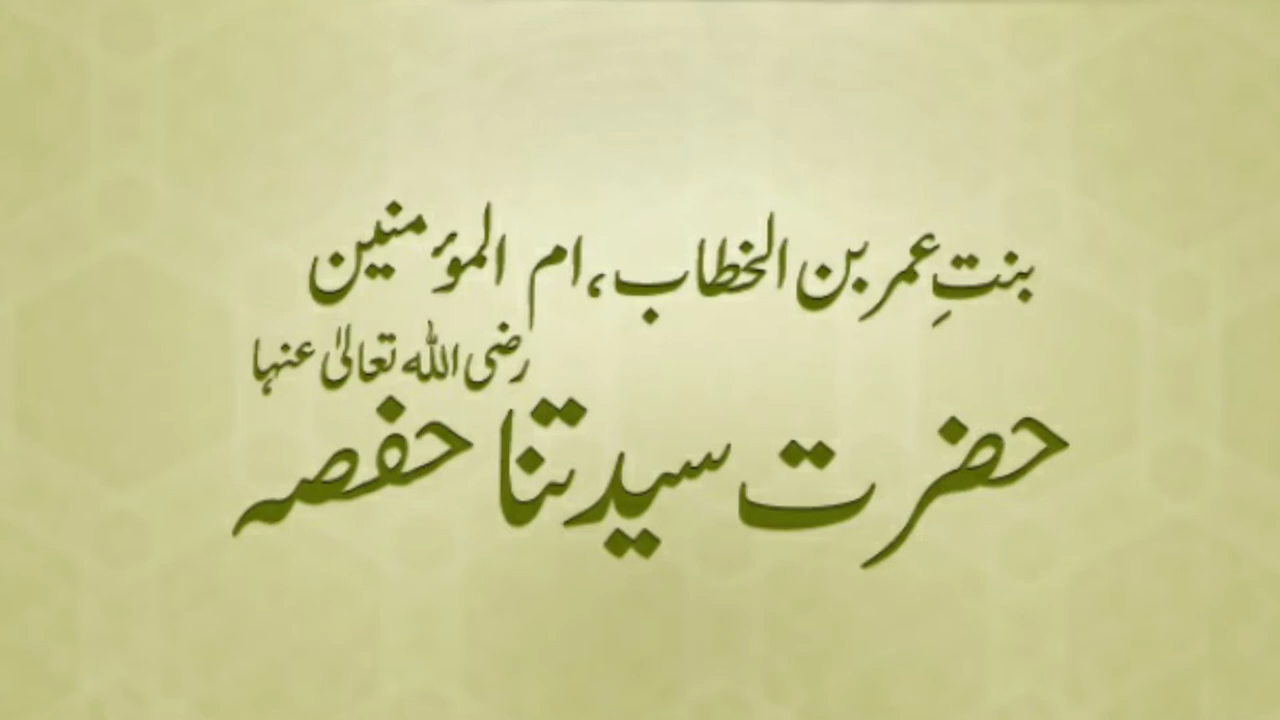 بنتِ عمر بن الخطاب، ام المؤمنین
رضی اللہ تعالیٰ عنہا
حضرت سیدتنا حفصہ